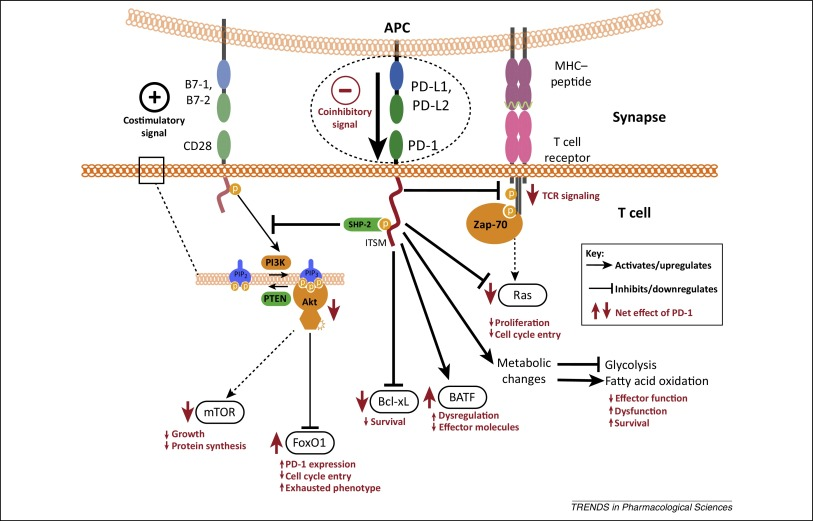 APC
B7-1,
B7-2
+
Costimulatory
signal
CD28
−
Coinhibitory
signal
PD-L1,
PD-L2
PD-1
MHC–
peptide
Synapse
T cell
receptor
P
P
TCR signaling
T cell
SHP-2
P
ITSM
P
Zap-70
Key:
Activates/upregulates
Inhibits/downregulates
Net effect of PD-1
PI3K
PIP2
P P
PIP3
P P P
PTEN
Akt
Ras
Proliferation
Cell cycle entry
Metabolic
changes
Glycolysis
Fatty acid oxidation
Effector function
Dysfunction
Survival
mTOR
Growth
Protein synthesis
FoxO1
PD-1 expression
Cell cycle entry
Exhausted phenotype
Bcl-xL
Survival
BATF
Dysregulation
Effector molecules
TRENDS in Pharmacological Sciences